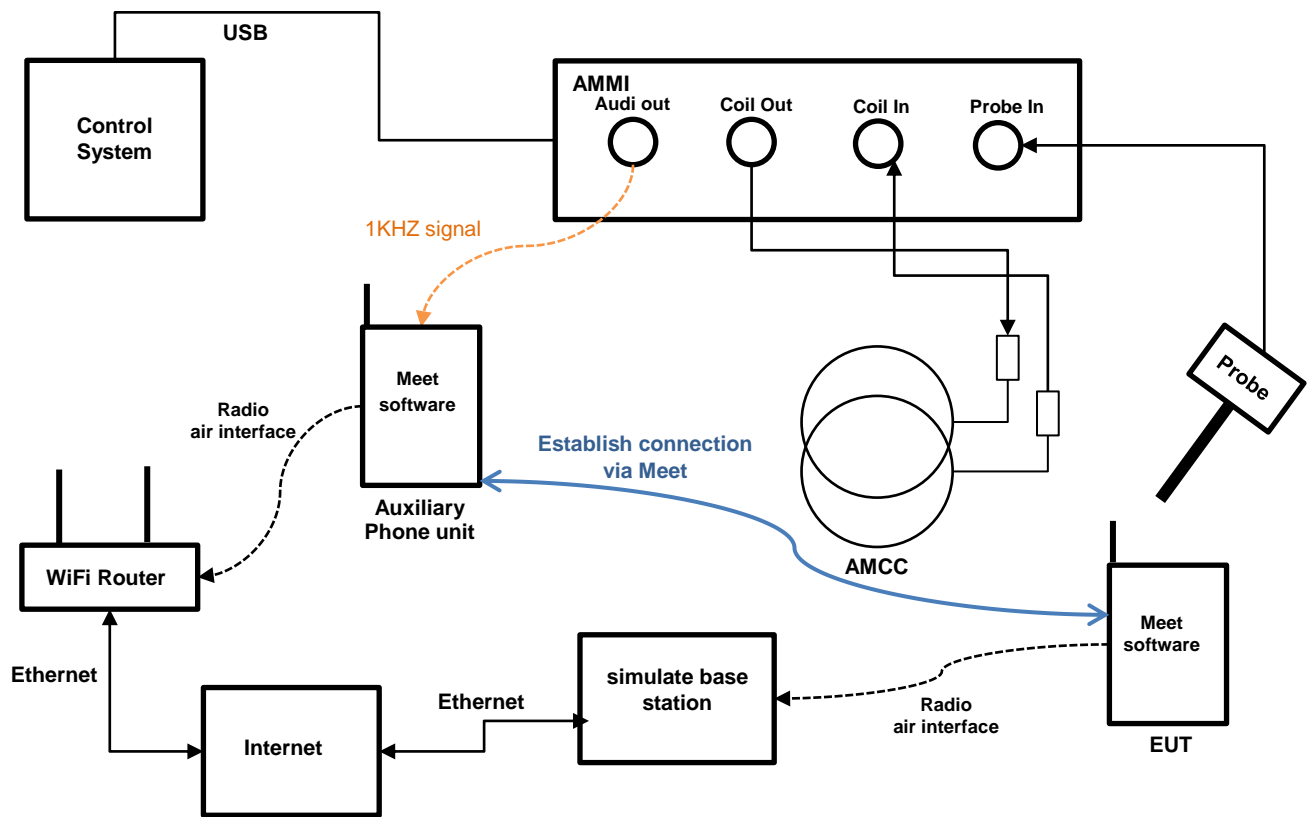 USB
Control
System
AMMI
Audi out
Coil Out
Coil In
Probe In
1KHZ signal
Probe
Meet
software
Radio
air interface
Establish connection
via Meet
Auxiliary
Phone unit
AMCC
WiFi Router
Meet
software
Ethernet
simulate base
station
Ethernet
Radio
air interface
Internet
EUT